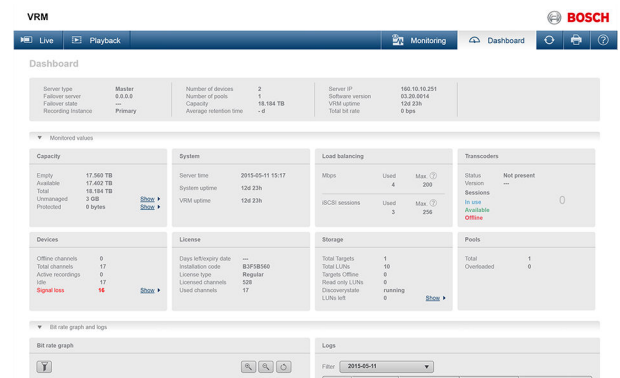 VRM
BOSCH
Live Playback Monitoring Dashboard
Dashboard
Server type Master
Failover server 0.0.0.0
Failover state ---
Recording Instance Primary
Number of devices 2
Number of pools 1
Capacity 18.184 TB
Average retention time - d
Server IP 160.10.10.251
Software version 03.20.0014
VRM uptime 12d 23h
Total bit rate 0 bps
Monitored values
Capacity
Empty 17.560 TB
Available 17.402 TB
Total 18.184 TB
Unmanaged 3 GB Show
Protected 0 bytes Show
System
Server time 2015-05-11 15:17
System uptime 12d 23h
VRM uptime 12d 23h
Load balancing
Mbps Used Max.
4 200
iSCSI sessions Used Max.
3 256
Transcoders
Status Not present
Version ---
Sessions
In use
Available
Offline
0
Devices
Offline channels 0
Total channels 17
Active recordings 0
Idle 17
Signal loss 16 Show
License
Days left/expiry date ---
Installation code B3F5B560
License type Regular
Licensed channels 528
Used channels 17
Storage
Total Targets 1
Total LUNs 10
Targets Offline 0
Read only LUNs 0
Discoverystate running
LUNs left 0 Show
Pools
Total 1
Overloaded 0
Bit rate graph and logs
Bit rate graph
Logs
Filter 2015-05-11